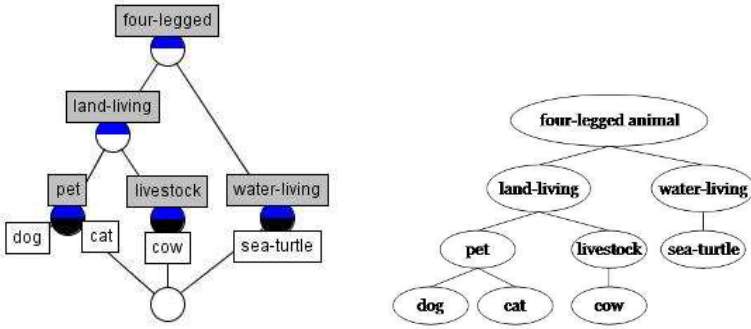 four-legged
land-living
pet
livestock
water-living
dog
cat
cow
sea-turtle
four-legged animal
land-living
water-living
pet
livestock
sea-turtle
dog
cat
cow